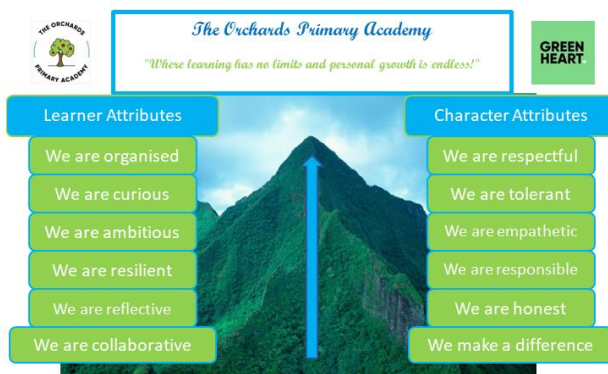 THE ORCHARDS
PRIMARY ACADEMY
The Orchards Primary Academy
"Where learning has no limits and personal growth is endless!"
GREEN
HEART.
Learner Attributes
We are organised
We are curious
We are ambitious
We are resilient
We are reflective
We are collaborative
Character Attributes
We are respectful
We are tolerant
We are empathetic
We are responsible
We are honest
We make a difference